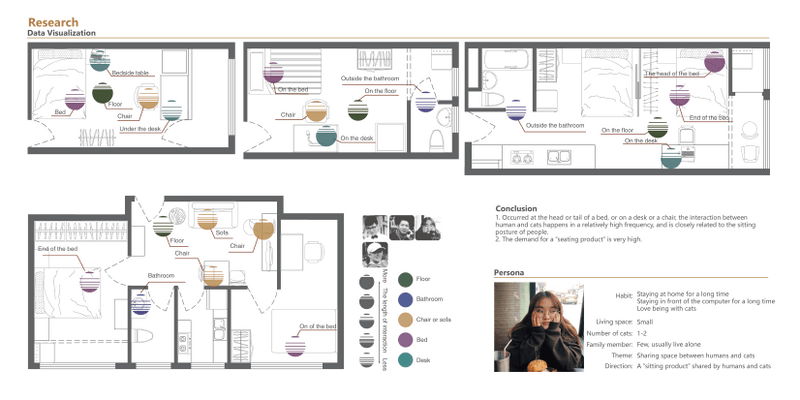 Research
Data Visualization
Bedside table
Floor
Bed
Chair
Under the desk
On the bed
Outside the bathroom
On the floor
Chair
On the desk
The head of the bed
End of the bed
Outside the bathroom
On the floor
On the desk
End of the bed
Floor
Sofa
Chair
Chair
Bathroom
On of the bed
More
The length of interaction
Less
Floor
Bathroom
Chair or sofa
Bed
Desk
Conclusion
1. Occurred at the head or tail of a bed, or on a desk or a chair, the interaction between
human and cats happens in a relatively high frequency, and is closely related to the sitting
posture of people.
2. The demand for a "seating product" is very high.
Persona
Habit: Staying at home for a long time
Staying in front of the computer for a long time
Love being with cats
Living space: Small
Number of cats: 1-2
Family member: Few, usually live alone
Theme: Sharing space between humans and cats
Direction: A "sitting product" shared by humans and cats